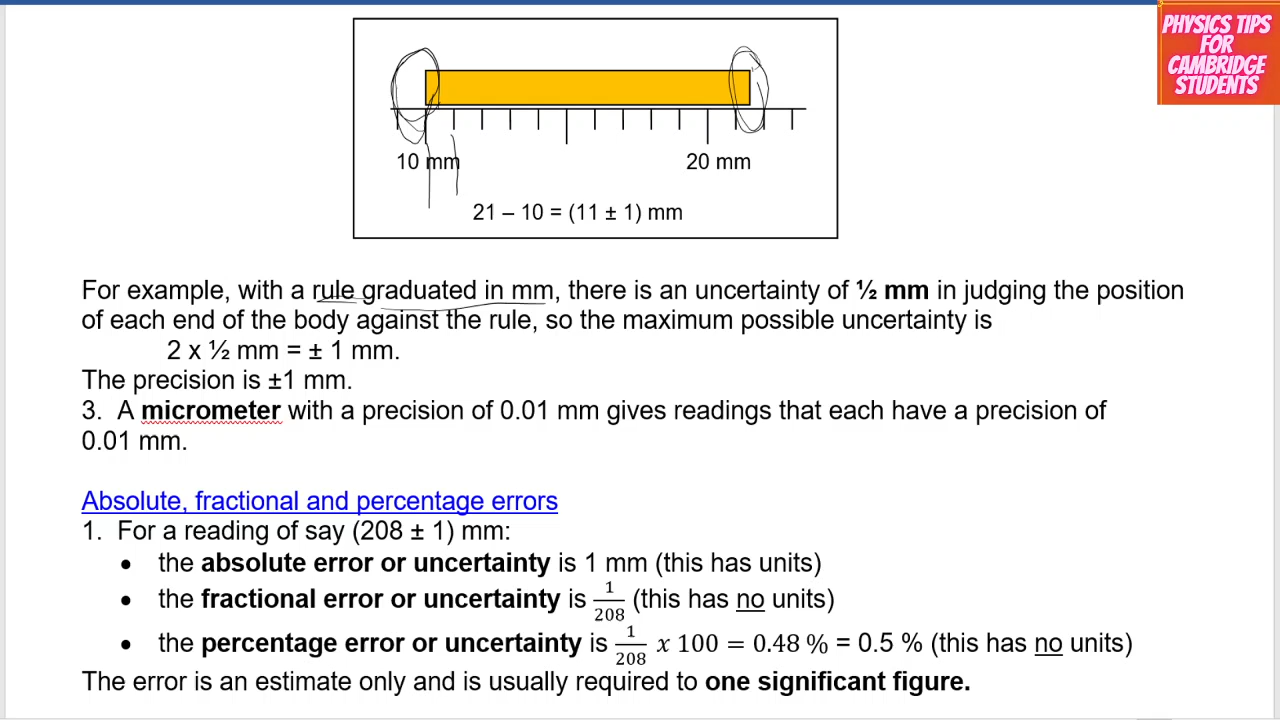 PHYSICS TIPS
FOR
CAMBRIDGE
STUDENTS
10 mm 20 mm
21 – 10 = (11 ± 1) mm
For example, with a rule graduated in mm, there is an uncertainty of ½ mm in judging the position
of each end of the body against the rule, so the maximum possible uncertainty is
2 x ½ mm = ± 1 mm.
The precision is ±1 mm.
3. A micrometer with a precision of 0.01 mm gives readings that each have a precision of
0.01 mm.
Absolute, fractional and percentage errors
1. For a reading of say (208 ± 1) mm:
• the absolute error or uncertainty is 1 mm (this has units)
• the fractional error or uncertainty is 1/208 (this has no units)
• the percentage error or uncertainty is 1/208 x 100 = 0.48 % = 0.5 % (this has no units)
The error is an estimate only and is usually required to one significant figure.